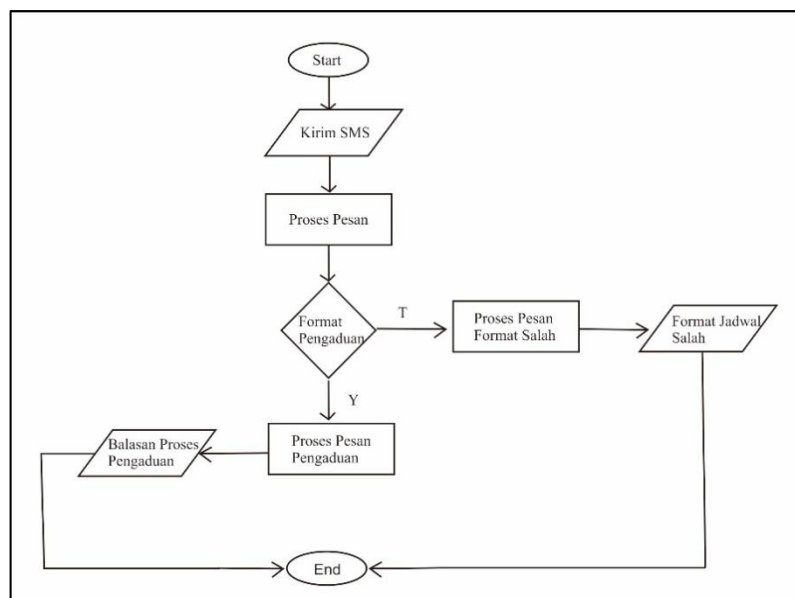 Start
Kirim SMS
Proses Pesan
Format
Pengaduan
T
Proses Pesan
Format Salah
Format Jadwal
Salah
Y
Proses Pesan
Pengaduan
Balasan Proses
Pengaduan
End